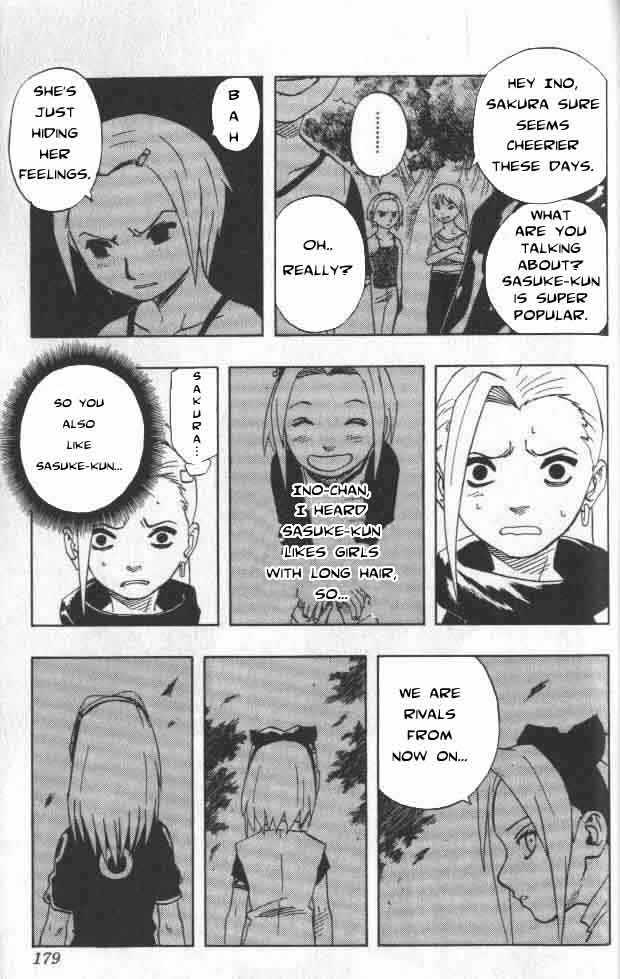 HEY INO,
SAKURA SURE
SEEMS
CHEERIER
THESE DAYS.
WHAT
ARE YOU
TALKING
ABOUT?
SASUKE-KUN
IS SUPER
POPULAR.
.........
OH..
REALLY?
B
A
H
SHE'S
JUST
HIDING
HER
FEELINGS.
INO-CHAN,
I HEARD
SASUKE-KUN
LIKES GIRLS
WITH LONG HAIR,
SO...
SAKURA...
SO YOU
ALSO
LIKE
SASUKE-KUN...
WE ARE
RIVALS
FROM
NOW ON...
179